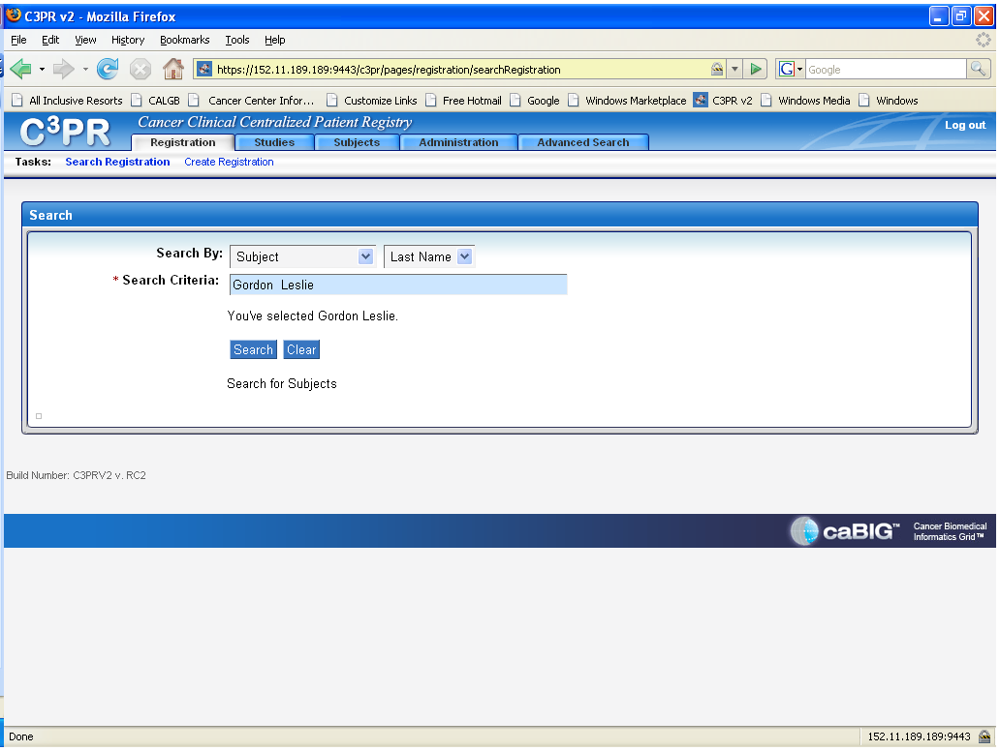 C3PR v2 - Mozilla Firefox
File Edit View History Bookmarks Tools Help
https://152.11.189.189:9443/c3pr/pages/registration/searchRegistration
G Google
All Inclusive Resorts CALGB Cancer Center Infor... Customize Links Free Hotmail Google Windows Marketplace C3PR v2 Windows Media Windows
C3PR Cancer Clinical Centralized Patient Registry
Log out
Registration Studies Subjects Administration Advanced Search
Tasks: Search Registration Create Registration
Search
Search By: Subject Last Name
* Search Criteria: Gordon  Leslie
You've selected Gordon Leslie.
Search Clear
Search for Subjects
Build Number: C3PRV2 v. RC2
caBIG™ Cancer Biomedical
Informatics Grid™
Done 152.11.189.189:9443